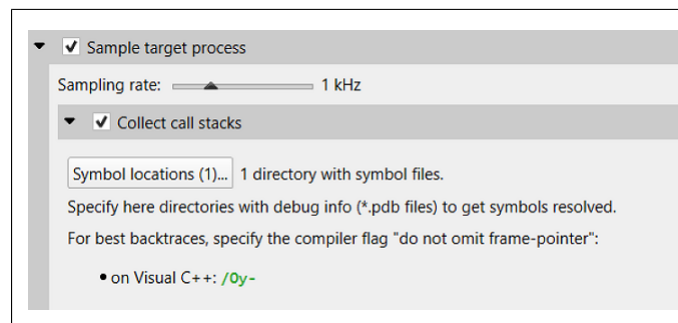 Sample target process
Sampling rate: 1 kHz
Collect call stacks
Symbol locations (1)... 1 directory with symbol files.
Specify here directories with debug info (*.pdb files) to get symbols resolved.
For best backtraces, specify the compiler flag "do not omit frame-pointer":
• on Visual C++: /Oy-